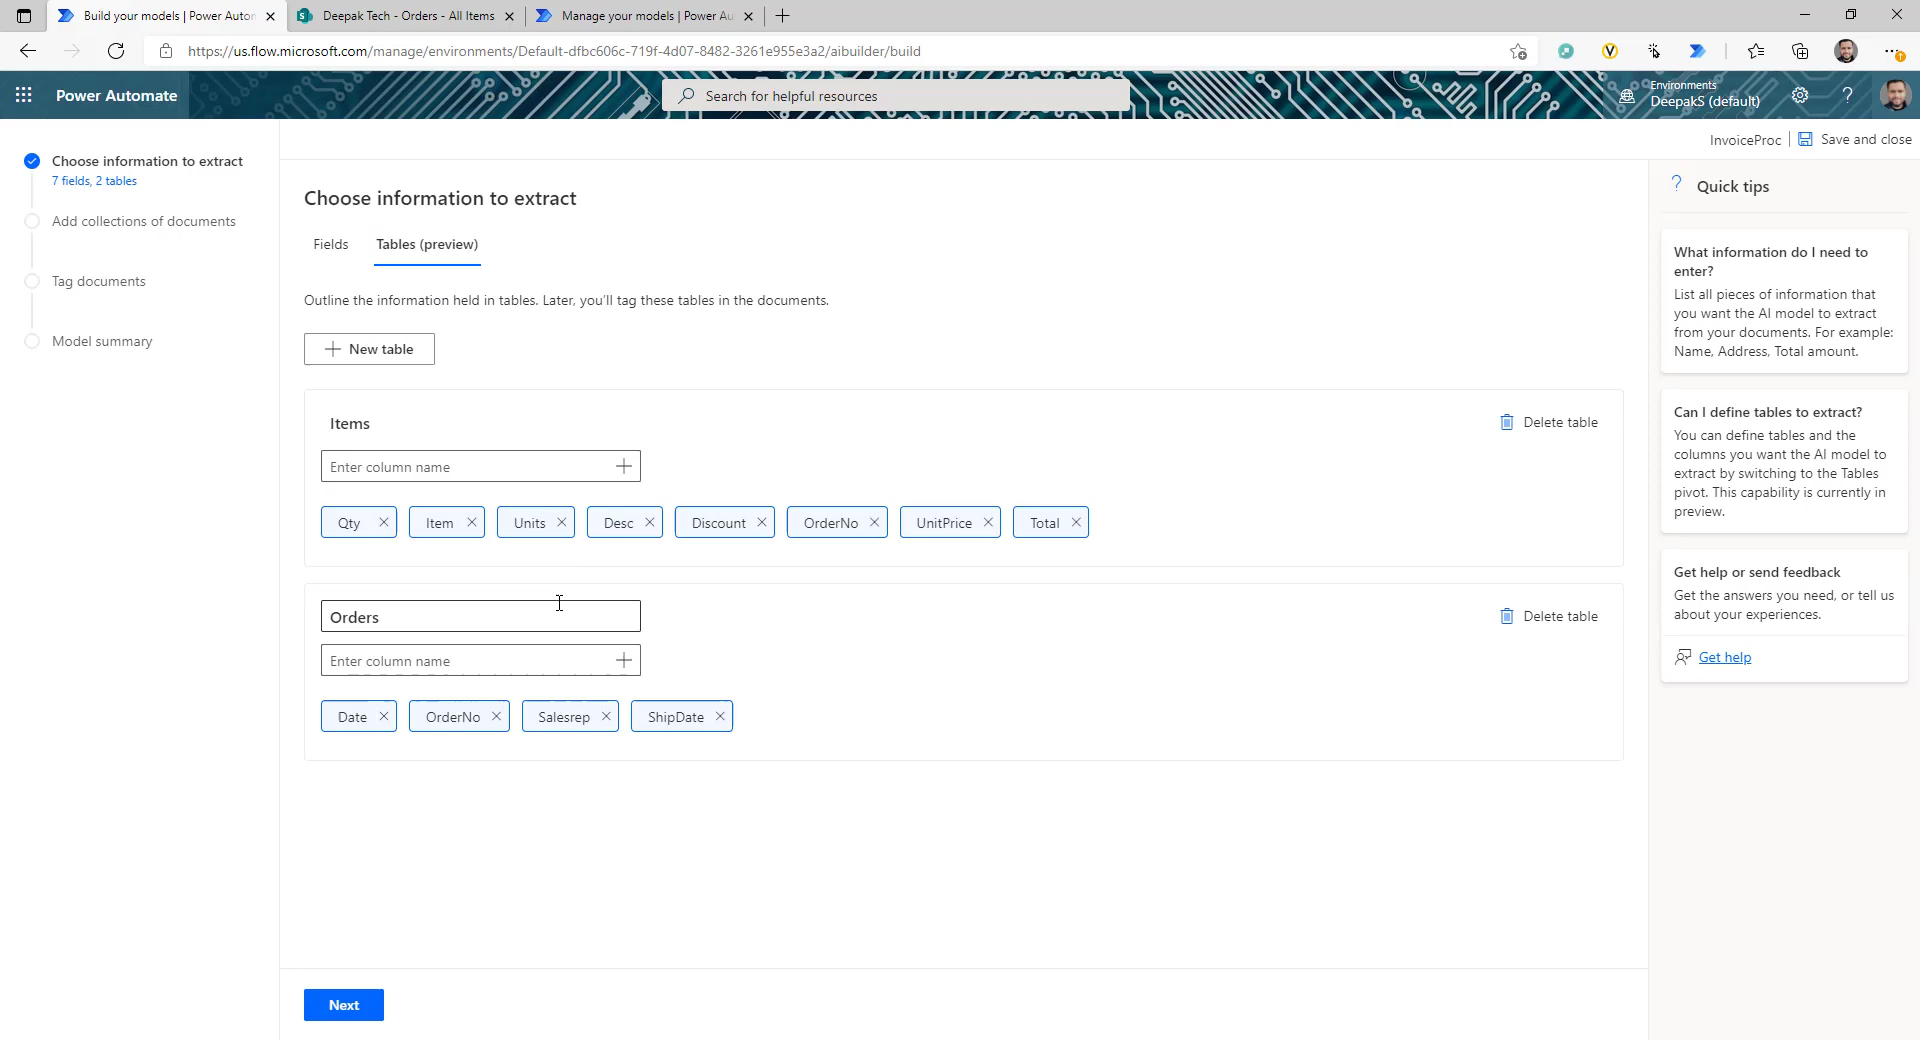 Build your models | Power Auton
Deepak Tech - Orders - All Items
Manage your models | Power Au
https://us.flow.microsoft.com/manage/environments/Default-dfbc606c-719f-4d07-8482-3261e955e3a2/aibuilder/build
Power Automate
Search for helpful resources
Environments
DeepakS (default)
?
InvoiceProc
Save and close
Choose information to extract
7 fields, 2 tables
Add collections of documents
Tag documents
Model summary
Choose information to extract
Fields
Tables (preview)
Outline the information held in tables. Later, you'll tag these tables in the documents.
New table
Items
Delete table
Enter column name
Qty
Item
Units
Desc
Discount
OrderNo
UnitPrice
Total
Orders
Delete table
Enter column name
Date
OrderNo
Salesrep
ShipDate
Next
? Quick tips
What information do I need to
enter?
List all pieces of information that
you want the AI model to extract
from your documents. For example:
Name, Address, Total amount.
Can I define tables to extract?
You can define tables and the
columns you want the AI model to
extract by switching to the Tables
pivot. This capability is currently in
preview.
Get help or send feedback
Get the answers you need, or tell us
about your experiences.
Get help